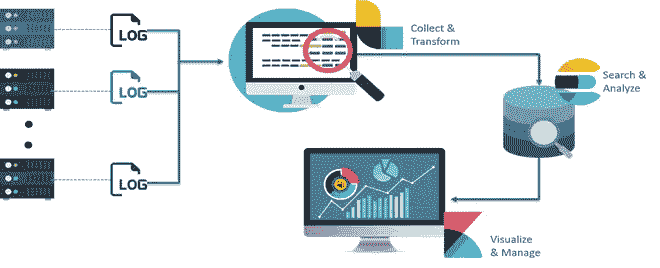 LOG
Collect &
Transform
LOG
Search &
Analyze
LOG
Visualize
& Manage